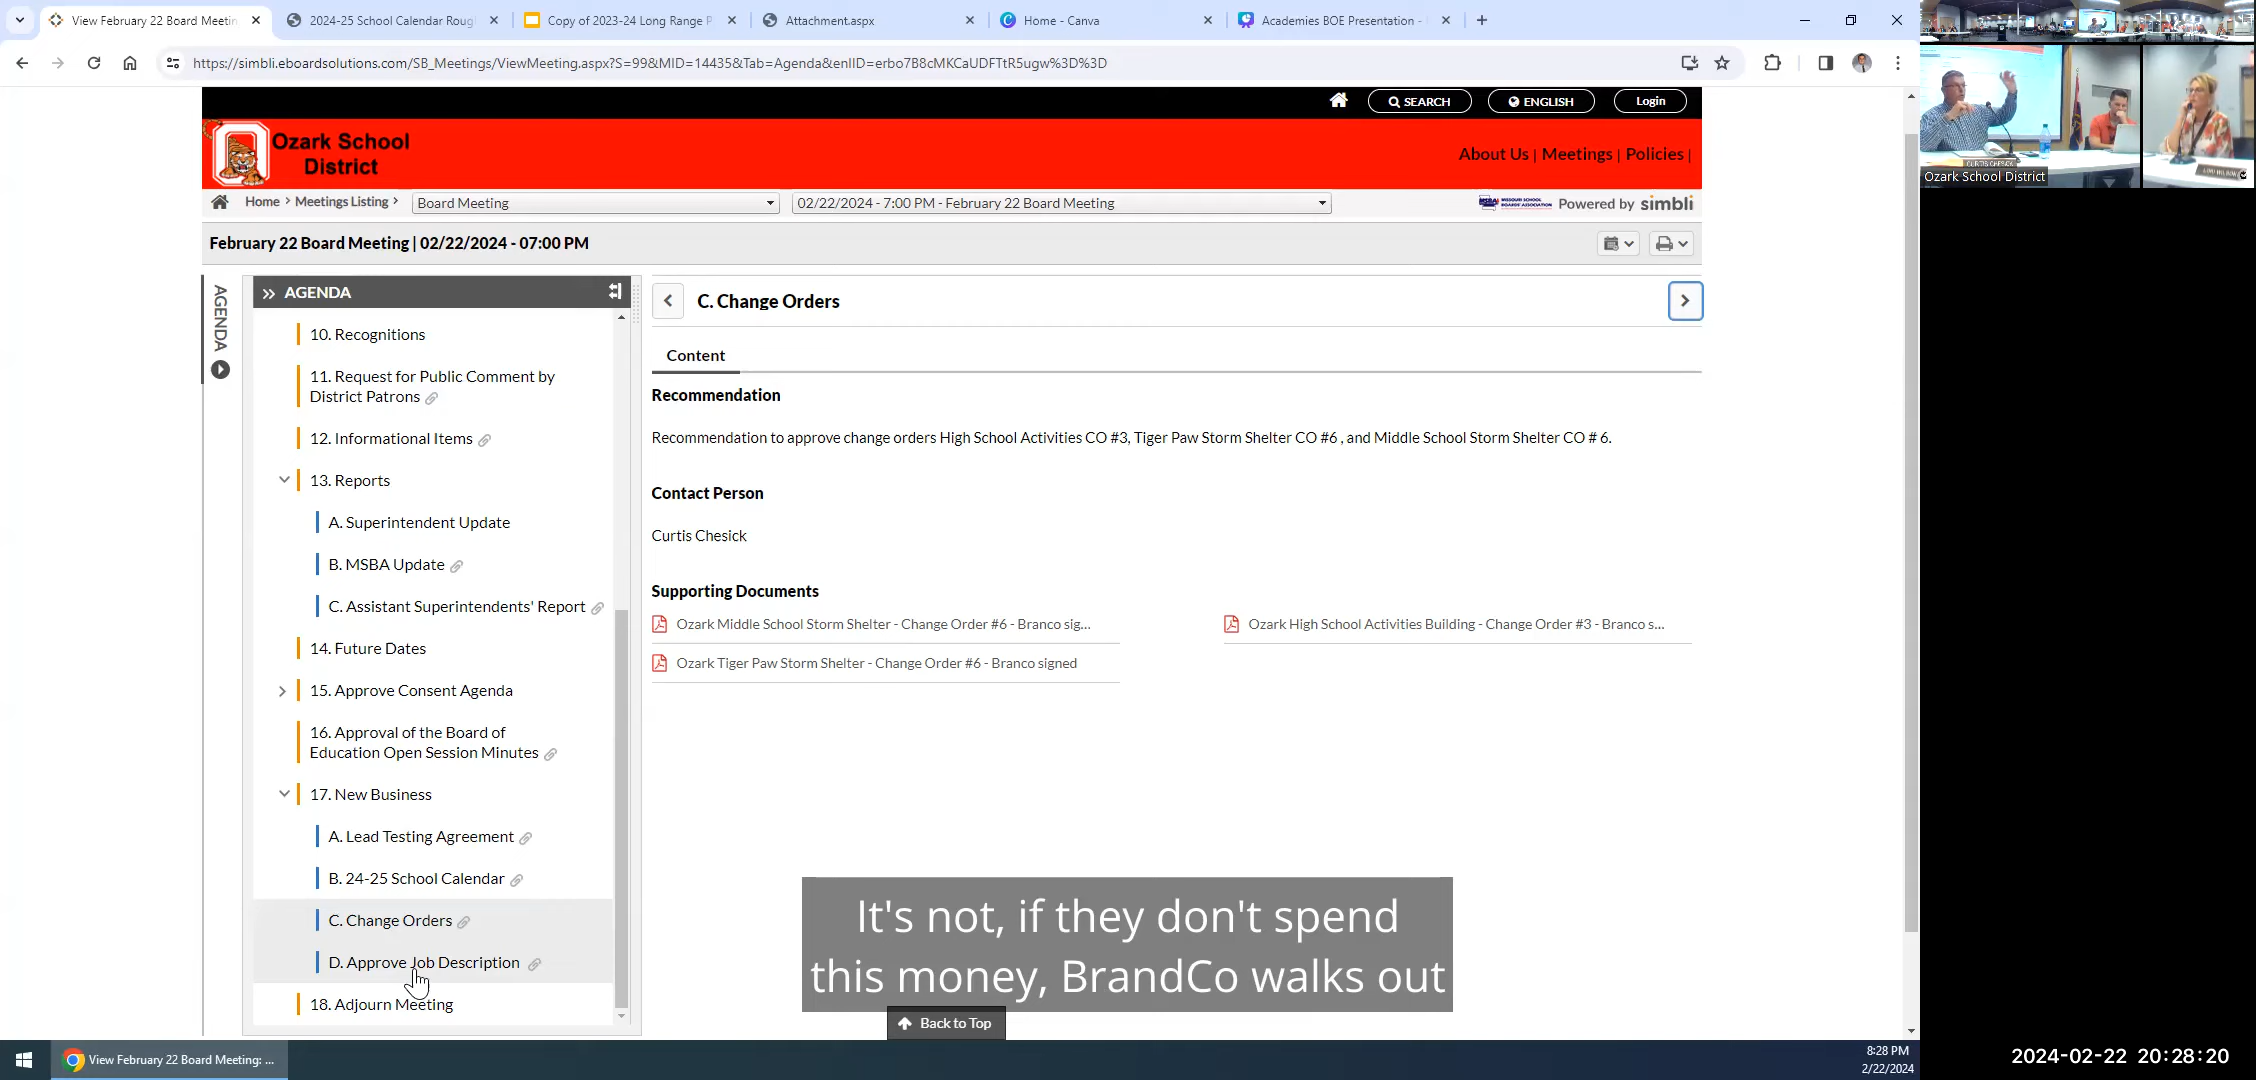 View February 22 Board Meetin
2024-25 School Calendar Roug
Copy of 2023-24 Long Range P
Attachment.aspx
Home - Canva
Academies BOE Presentation -
https://simbli.eboardsolutions.com/SB_Meetings/ViewMeeting.aspx?S=99&MID=14435&Tab=Agenda&enIID=erbo7B8cMKCaUDFTtR5ugw%3D%3D
SEARCH
ENGLISH
Login
Ozark School
District
About Us | Meetings | Policies |
Home > Meetings Listing >
Board Meeting
02/22/2024 - 7:00 PM - February 22 Board Meeting
Powered by simbli
February 22 Board Meeting | 02/22/2024 - 07:00 PM
AGENDA
AGENDA
10. Recognitions
11. Request for Public Comment by
District Patrons
12. Informational Items
13. Reports
A. Superintendent Update
B. MSBA Update
C. Assistant Superintendents' Report
14. Future Dates
15. Approve Consent Agenda
16. Approval of the Board of
Education Open Session Minutes
17. New Business
A. Lead Testing Agreement
B. 24-25 School Calendar
C. Change Orders
D. Approve Job Description
18. Adjourn Meeting
C. Change Orders
Content
Recommendation
Recommendation to approve change orders High School Activities CO #3, Tiger Paw Storm Shelter CO #6 , and Middle School Storm Shelter CO # 6.
Contact Person
Curtis Chesick
Supporting Documents
Ozark Middle School Storm Shelter - Change Order #6 - Branco sig...
Ozark High School Activities Building - Change Order #3 - Branco s...
Ozark Tiger Paw Storm Shelter - Change Order #6 - Branco signed
It's not, if they don't spend
this money, BrandCo walks out
Back to Top
CURTIS CHESICK
Ozark School District
View February 22 Board Meeting: ...
8:28 PM
2/22/2024
2024-02-22 20:28:20